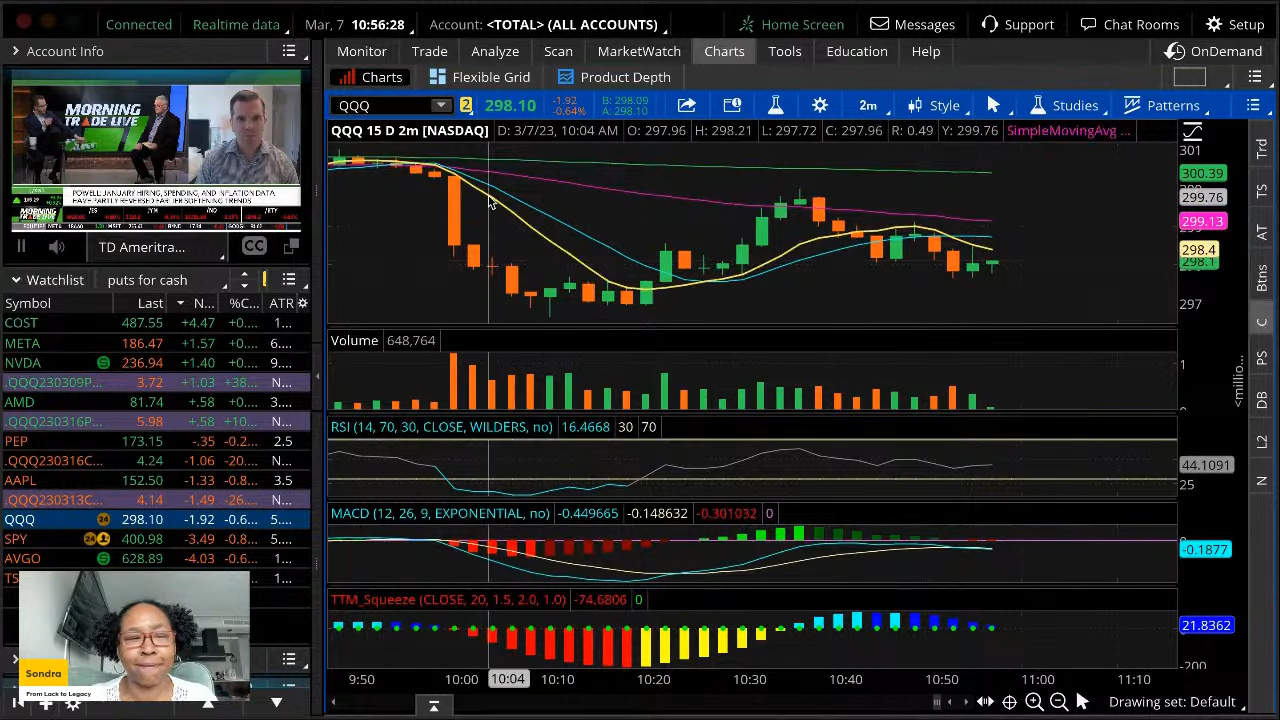 Connected Realtime data Mar, 7 10:56:28 Account: <TOTAL> (ALL ACCOUNTS) Home Screen Messages Support Chat Rooms Setup
Account Info
Monitor Trade Analyze Scan MarketWatch Charts Tools Education Help OnDemand
Charts Flexible Grid Product Depth
QQQ 2 298.10 -1.92 -0.64% B: 298.09 A: 298.10 2m Style Studies Patterns
QQQ 15 D 2m [NASDAQ] D: 3/7/23, 10:04 AM O: 297.96 H: 298.21 L: 297.72 C: 297.96 R: 0.49 Y: 299.76 SimpleMovingAvg ...
MORNING
TRADE LIVE
POWELL: JANUARY HIRING, SPENDING, AND INFLATION DATA
HAVE PARTLY REVERSED EARLIER SOFTENING TRENDS
TD Ameritra... CC
Watchlist puts for cash
Symbol Last N... %C... ATR
COST 487.55 +4.47 +0.... 1...
META 186.47 +1.57 +0.... 6....
NVDA 236.94 +1.40 +0.... 9....
.QQQ230309P... 3.72 +1.03 +38... N...
AMD 81.74 +.58 +0.... 3....
.QQQ230316P... 5.98 +.58 +10... N...
PEP 173.15 -.35 -0.2... 2.5
.QQQ230316C... 4.24 -1.06 -20... N...
AAPL 152.50 -1.33 -0.8... 3.5
.QQQ230313C... 4.14 -1.49 -26... N...
QQQ 24 298.10 -1.92 -0.6... 5....
SPY 24 400.98 -3.49 -0.8... 5....
AVGO 628.89 -4.03 -0.6... 1...
Sondra
From Lack to Legacy
301
300.39
299.76
299.13
298.4
298.1
297
Volume 648,764
1
<millio...
RSI (14, 70, 30, CLOSE, WILDERS, no) 16.4668 30 70
44.1091
25
MACD (12, 26, 9, EXPONENTIAL, no) -0.449665 -0.148632 -0.301032 0
0
-0.1877
TTM_Squeeze (CLOSE, 20, 1.5, 2.0, 1.0) -74.6806 0
21.8362
-200
9:50 10:00 10:04 10:10 10:20 10:30 10:40 10:50 11:00 11:10
Drawing set: Default
Trd
TS
AT
Btns
C
PS
DB
L2
N